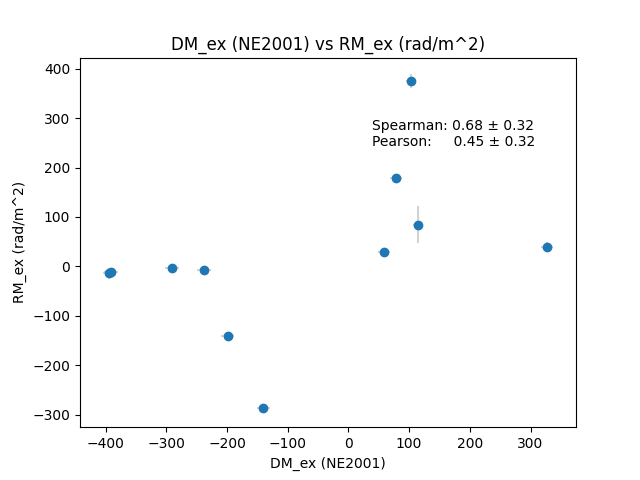 DM_ex (NE2001) vs RM_ex (rad/m^2)
400
300
200
100
0
−100
−200
−300
RM_ex (rad/m^2)
Spearman: 0.68 ± 0.32
Pearson: 0.45 ± 0.32
−400 −300 −200 −100 0 100 200 300
DM_ex (NE2001)